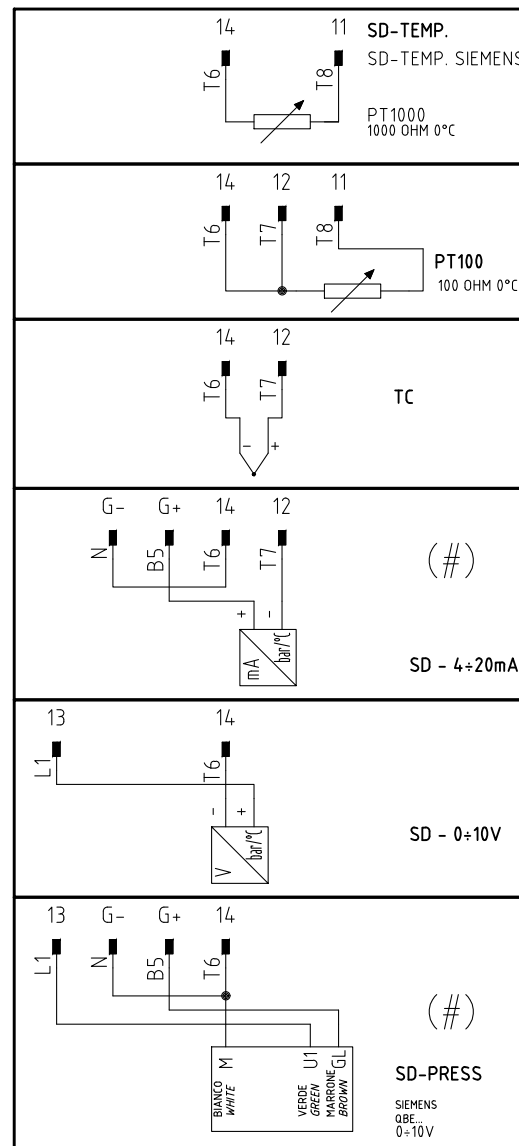 14 11 SD-TEMP.
SD-TEMP. SIEMENS
T6 T8
PT1000
1000 OHM 0°C
14 12 11
T6 T7 T8
PT100
100 OHM 0°C
14 12
T6 T7
TC
- +
G- G+ 14 12
N B5 T6 T7
(#)
+ -
mA bar/°C
SD - 4÷20mA
13 14
L1 T6
- +
V bar/°C
SD - 0÷10V
13 G- G+ 14
L1 N B5 T6
(#)
M U1 GL
BIANCO
WHITE
VERDE
GREEN
MARRONE
BROWN
SD-PRESS
SIEMENS
QBE...
0÷10V